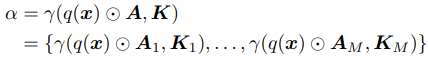 α = γ(q(𝒙) ⊙ 𝑨, 𝑲)
= {γ(q(𝒙) ⊙ 𝑨₁, 𝑲₁), . . . , γ(q(𝒙) ⊙ 𝑨_M, 𝑲_M)}